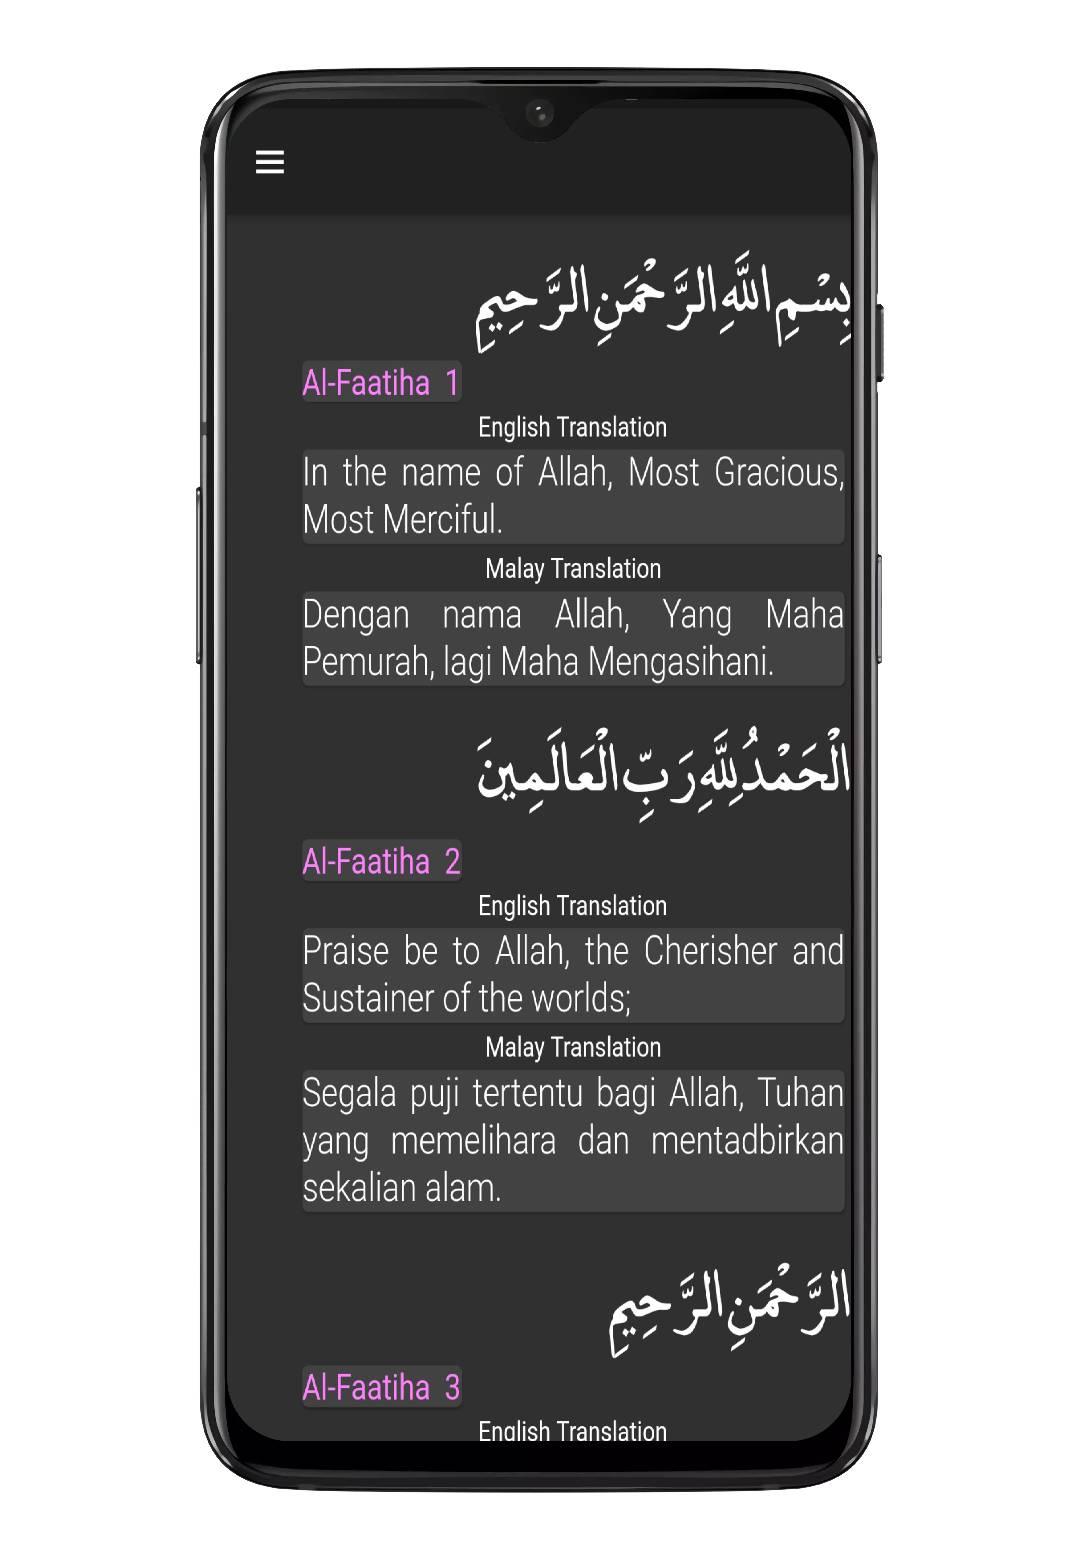 بِسْمِ اللَّهِ الرَّحْمَنِ الرَّحِيمِ
Al-Faatiha 1
English Translation
In the name of Allah, Most Gracious,
Most Merciful.
Malay Translation
Dengan nama Allah, Yang Maha
Pemurah, lagi Maha Mengasihani.
الْحَمْدُ لِلَّهِ رَبِّ الْعَالَمِينَ
Al-Faatiha 2
English Translation
Praise be to Allah, the Cherisher and
Sustainer of the worlds;
Malay Translation
Segala puji tertentu bagi Allah, Tuhan
yang memelihara dan mentadbirkan
sekalian alam.
الرَّحْمَنِ الرَّحِيمِ
Al-Faatiha 3
English Translation